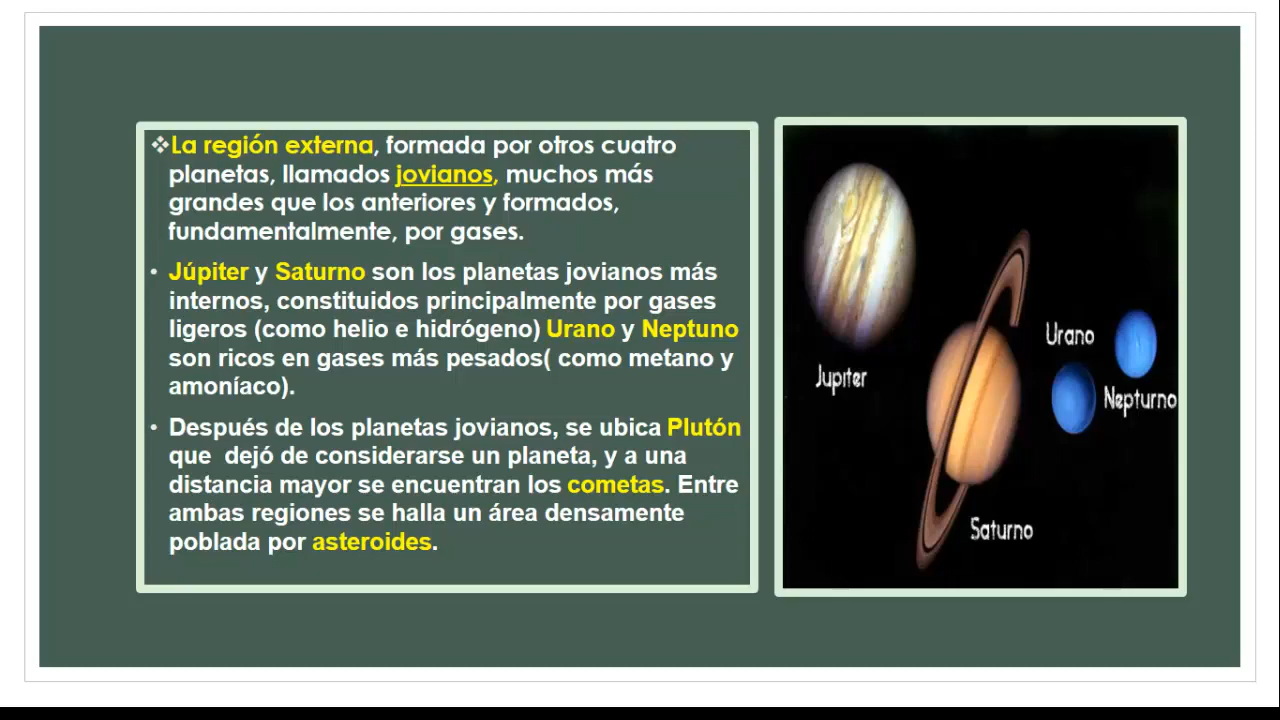 ❖La región externa, formada por otros cuatro
planetas, llamados jovianos, muchos más
grandes que los anteriores y formados,
fundamentalmente, por gases.
• Júpiter y Saturno son los planetas jovianos más
internos, constituidos principalmente por gases
ligeros (como helio e hidrógeno) Urano y Neptuno
son ricos en gases más pesados( como metano y
amoníaco).
• Después de los planetas jovianos, se ubica Plutón
que dejó de considerarse un planeta, y a una
distancia mayor se encuentran los cometas. Entre
ambas regiones se halla un área densamente
poblada por asteroides.
Jupiter
Urano
Nepturno
Saturno